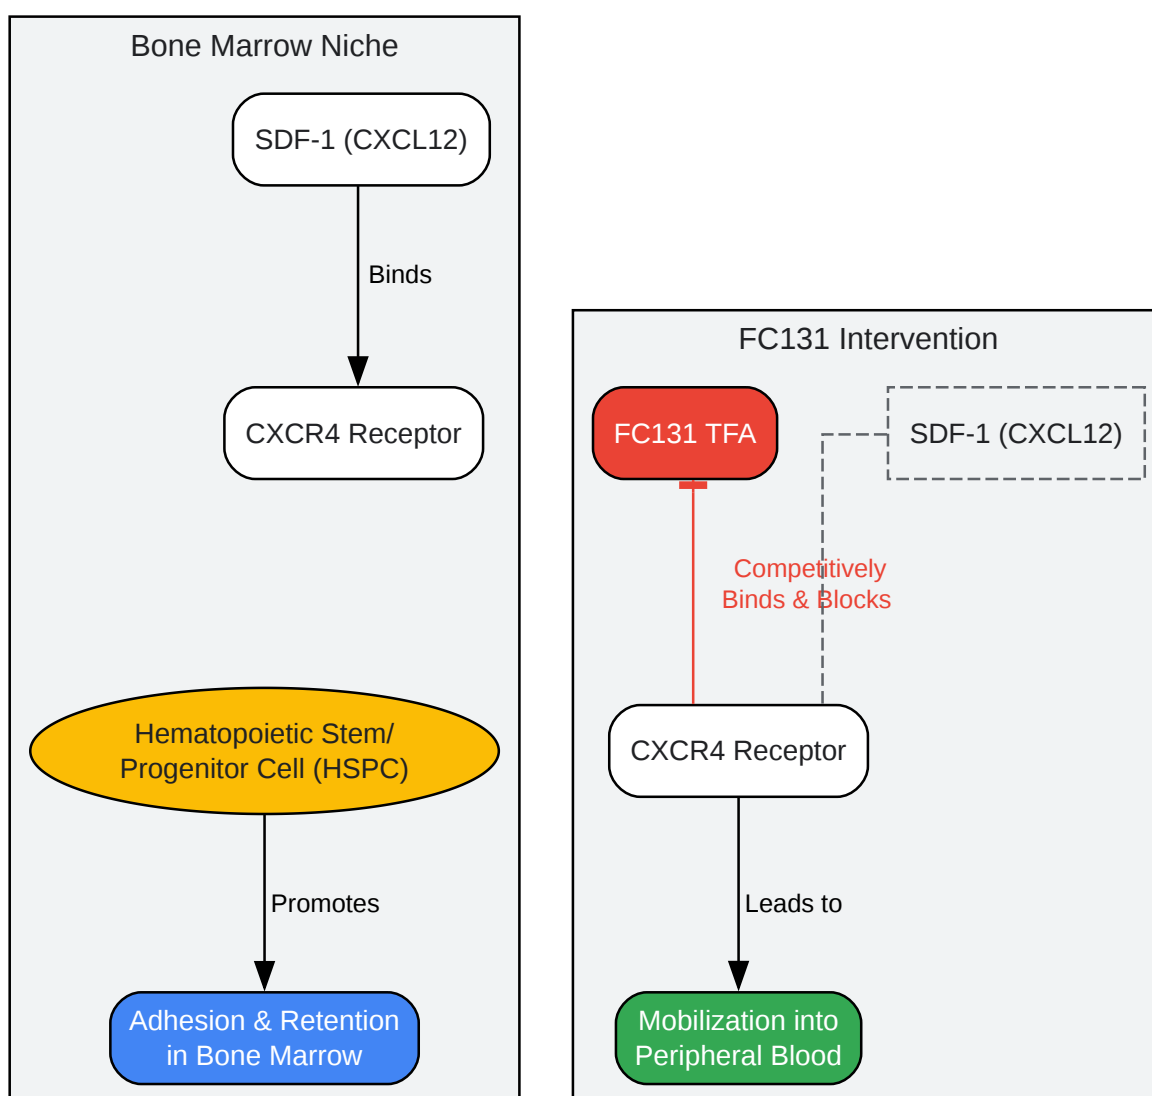 Bone Marrow Niche
SDF-1 (CXCL12)
Binds
CXCR4 Receptor
Hematopoietic Stem/
Progenitor Cell (HSPC)
Promotes
Adhesion & Retention
in Bone Marrow
FC131 Intervention
FC131 TFA
SDF-1 (CXCL12)
Competitively
Binds & Blocks
CXCR4 Receptor
Leads to
Mobilization into
Peripheral Blood